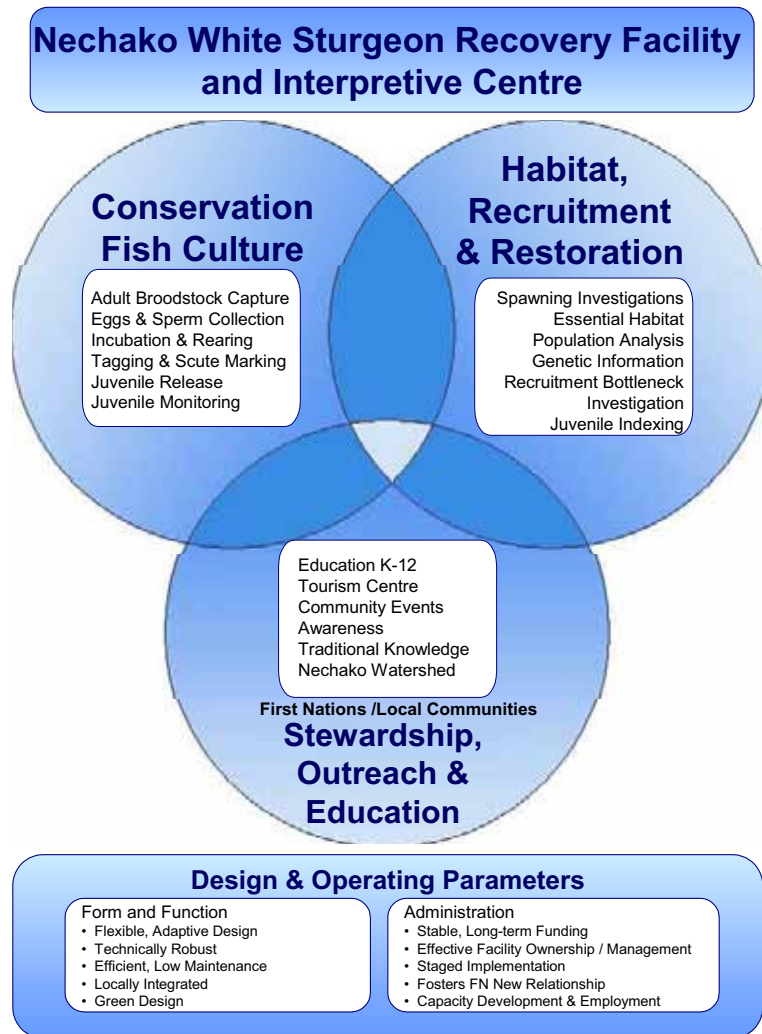 Nechako White Sturgeon Recovery Facility
and Interpretive Centre
Conservation
Fish Culture
Adult Broodstock Capture
Eggs & Sperm Collection
Incubation & Rearing
Tagging & Scute Marking
Juvenile Release
Juvenile Monitoring
Habitat,
Recruitment
& Restoration
Spawning Investigations
Essential Habitat
Population Analysis
Genetic Information
Recruitment Bottleneck
Investigation
Juvenile Indexing
Education K-12
Tourism Centre
Community Events
Awareness
Traditional Knowledge
Nechako Watershed
First Nations /Local Communities
Stewardship,
Outreach &
Education
Design & Operating Parameters
Form and Function
• Flexible, Adaptive Design
• Technically Robust
• Efficient, Low Maintenance
• Locally Integrated
• Green Design
Administration
• Stable, Long-term Funding
• Effective Facility Ownership / Management
• Staged Implementation
• Fosters FN New Relationship
• Capacity Development & Employment